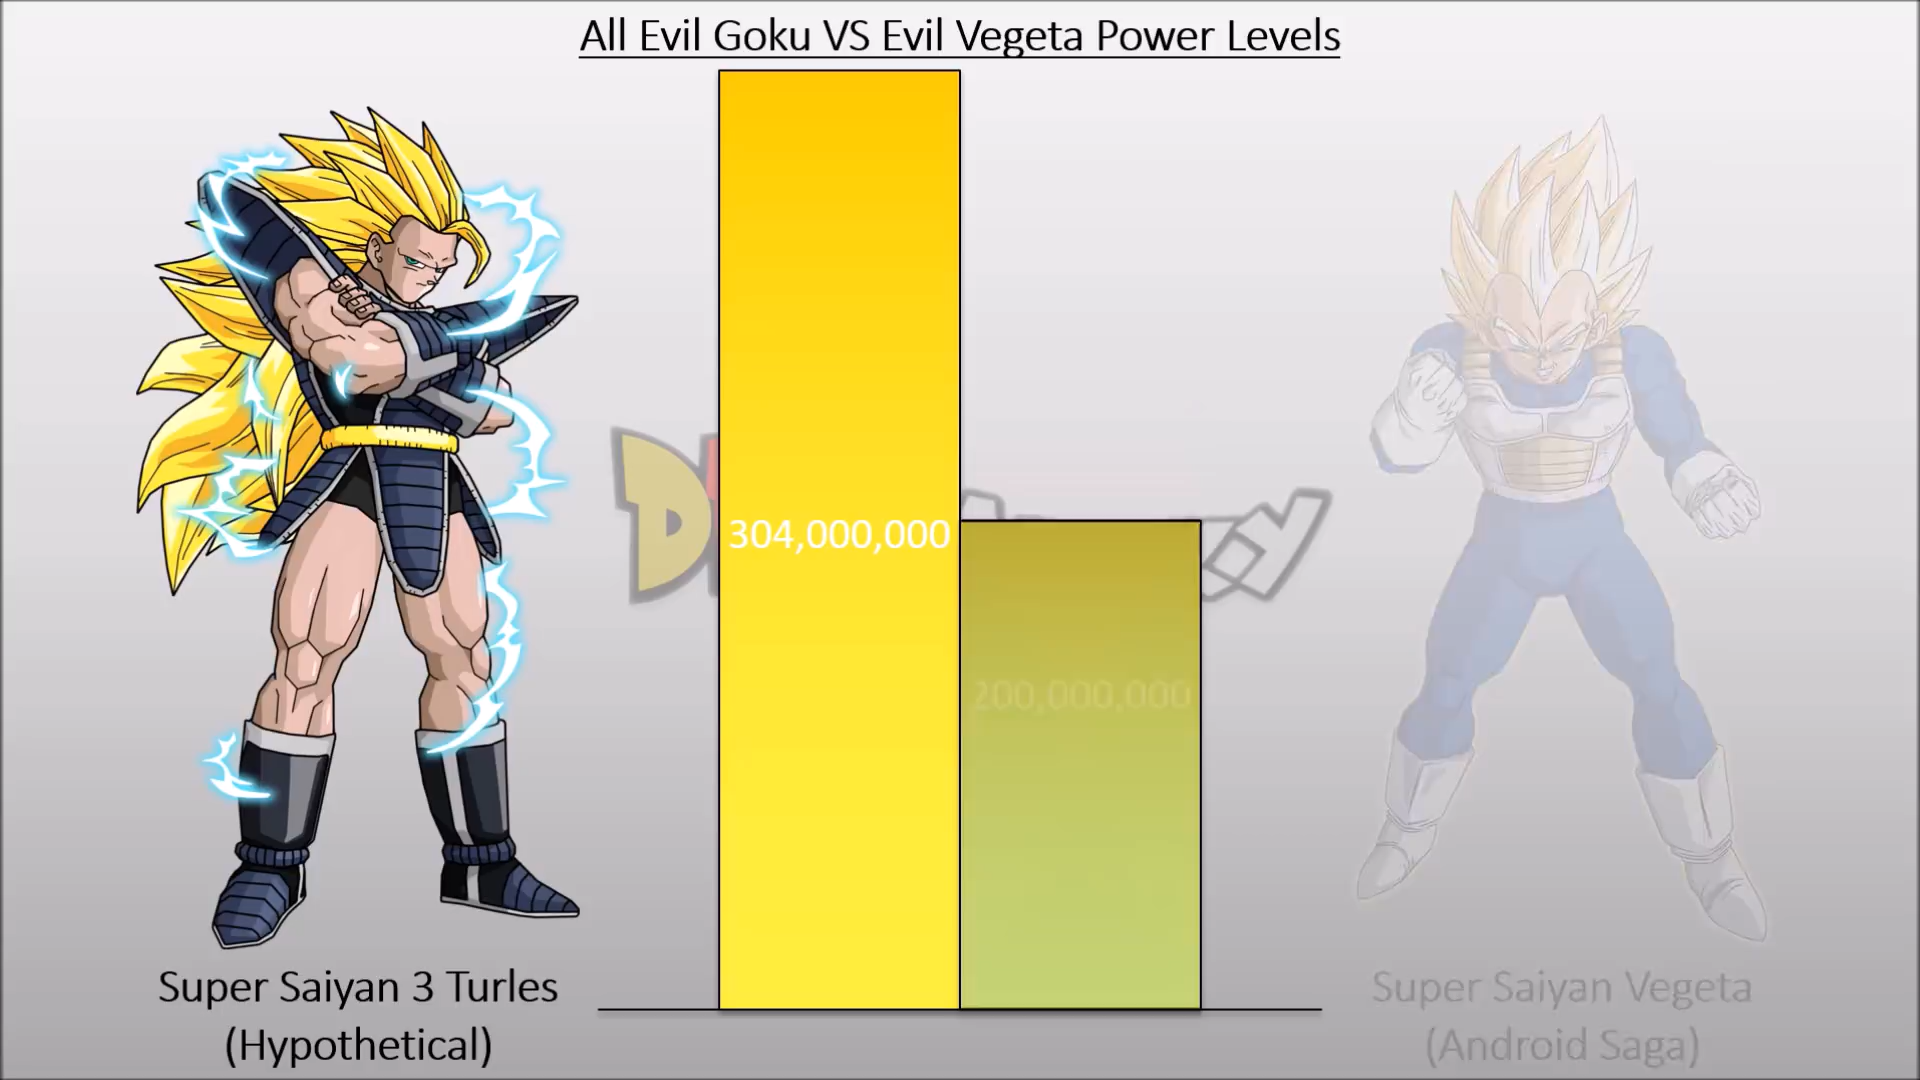 All Evil Goku VS Evil Vegeta Power Levels
304,000,000
200,000,000
Super Saiyan 3 Turles
(Hypothetical)
Super Saiyan Vegeta
(Android Saga)